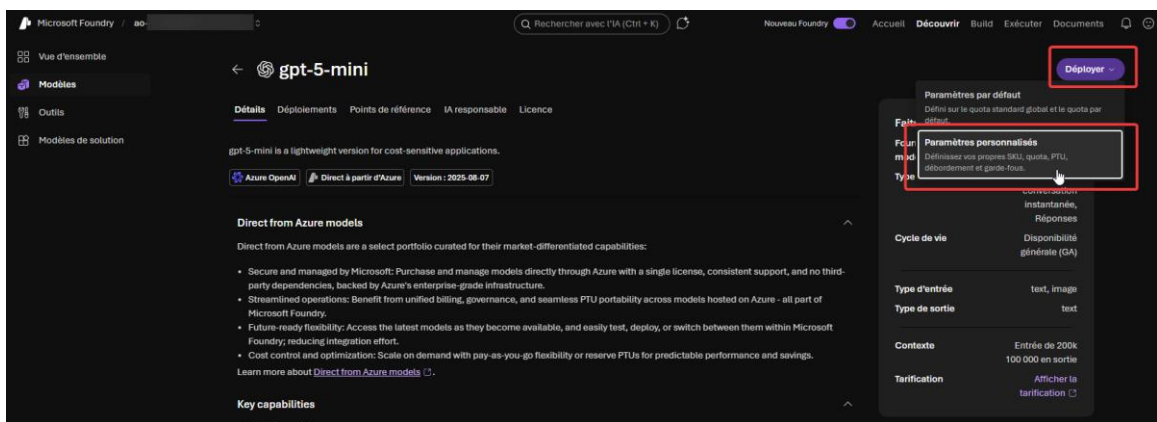 Microsoft Foundry / ao-
Rechercher avec l'IA (Ctrl + K)
Nouveau Foundry
Accueil Découvrir Build Exécuter Documents
Vue d'ensemble
Modèles
Outils
Modèles de solution
gpt-5-mini
Déployer
Détails Déploiements Points de référence IA responsable Licence
Paramètres par défaut
Défini sur le quota standard global et le quota par
défaut.
Paramètres personnalisés
Définissez vos propres SKU, quota, PTU,
débordement et garde-fous.
gpt-5-mini is a lightweight version for cost-sensitive applications.
Azure OpenAI Direct à partir d'Azure Version : 2025-08-07
Direct from Azure models
Direct from Azure models are a select portfolio curated for their market-differentiated capabilities:
• Secure and managed by Microsoft: Purchase and manage models directly through Azure with a single license, consistent support, and no third-
party dependencies, backed by Azure's enterprise-grade infrastructure.
• Streamlined operations: Benefit from unified billing, governance, and seamless PTU portability across models hosted on Azure - all part of
Microsoft Foundry.
• Future-ready flexibility: Access the latest models as they become available, and easily test, deploy, or switch between them within Microsoft
Foundry; reducing integration effort.
• Cost control and optimization: Scale on demand with pay-as-you-go flexibility or reserve PTUs for predictable performance and savings.
Learn more about Direct from Azure models.
Key capabilities
Type
conversation
instantanée,
Réponses
Cycle de vie Disponibilité
générale (GA)
Type d'entrée text, image
Type de sortie text
Contexte Entrée de 200k
100 000 en sortie
Tarification Afficher la
tarification